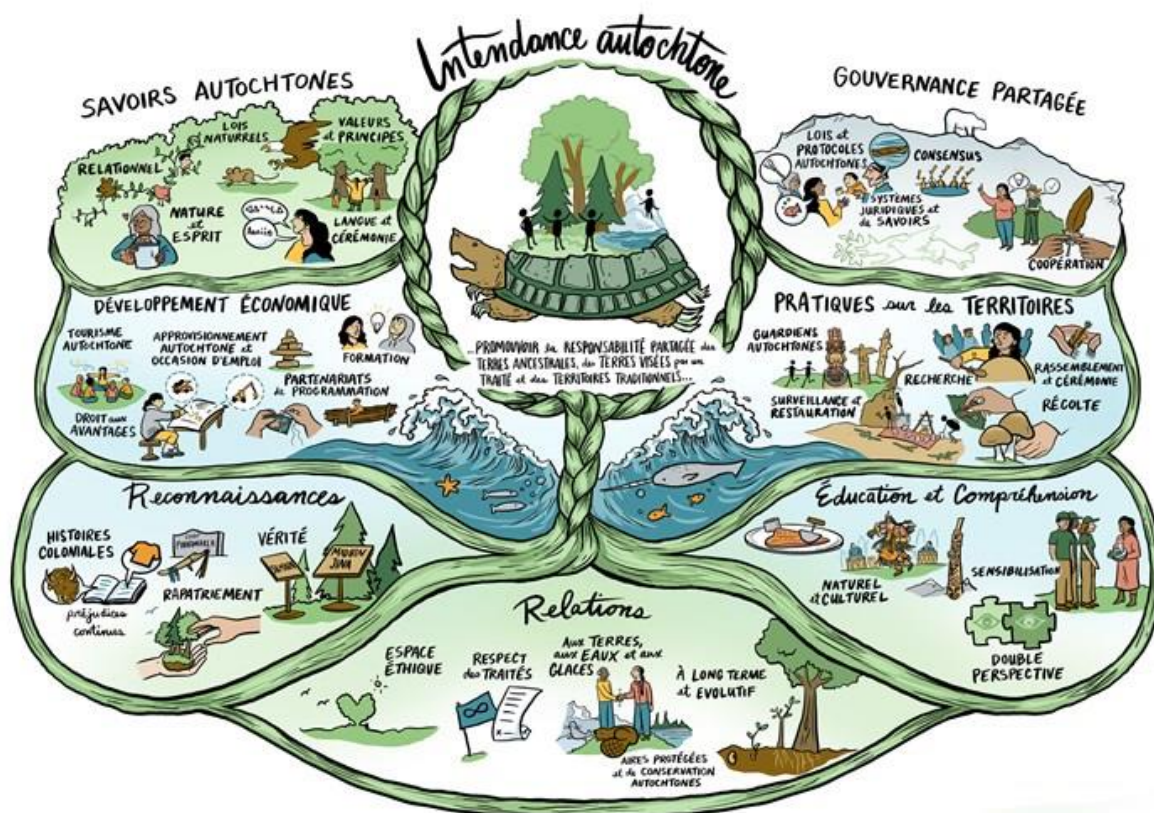 Intendance autochtone
SAVOIRS AUTOCHTONES
RELATIONNEL
LOIS
NATURRELS
VALEURS
et PRINCIPES
NATURE
et
ESPRIT
LANGUE et
CÉRÉMONIE
GOUVERNANCE PARTAGÉE
LOIS et
PROTOCOLES
AUTOCHTONES
CONSENSUS
SYSTÈMES
JURIDIQUES et
de SAVOIRS
COOPÉRATION
...PROMOUVOIR la RESPONSABILITÉ PARTAGÉE des
TERRES ANCESTRALES, des TERRES VISÉES par un
TRAITÉ et des TERRITOIRES TRADITIONNELS...
DÉVELOPPEMENT ÉCONOMIQUE
TOURISME
AUTOCHTONE
APPROVISIONNEMENT
AUTOCHTONE et
OCCASION D'EMPLOI
FORMATION
DROIT aux
AVANTAGES
PARTENARIATS
de PROGRAMMATION
PRATIQUES sur les TERRITOIRES
GUARDIENS
AUTOCHTONES
RECHERCHE
RASSEMBLEMENT
et CÉRÉMONIE
SURVEILLANCE et
RESTAURATION
RÉCOLTE
Reconnaissances
HISTOIRES
COLONIALES
préjudices
continues
RAPATRIEMENT
VÉRITÉ
Éducation et Compréhension
NATUREL
et CULTUREL
SENSIBILISATION
DOUBLE
PERSPECTIVE
Relations
ESPACE
ÉTHIQUE
RESPECT
des TRAITÉS
AUX TERRES,
aux EAUX et aux
GLACES
À LONG TERME
et EVOLUTIF
AIRES PROTÉGÉES
et de CONSERVATION
AUTOCHTONES